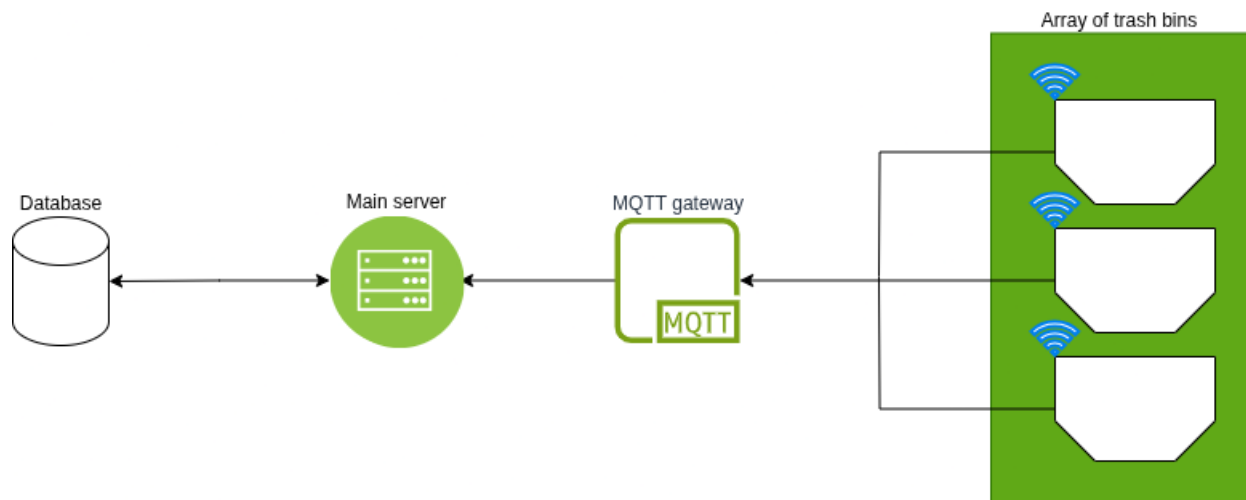 Array of trash bins
Database
Main server
MQTT gateway
MQTT